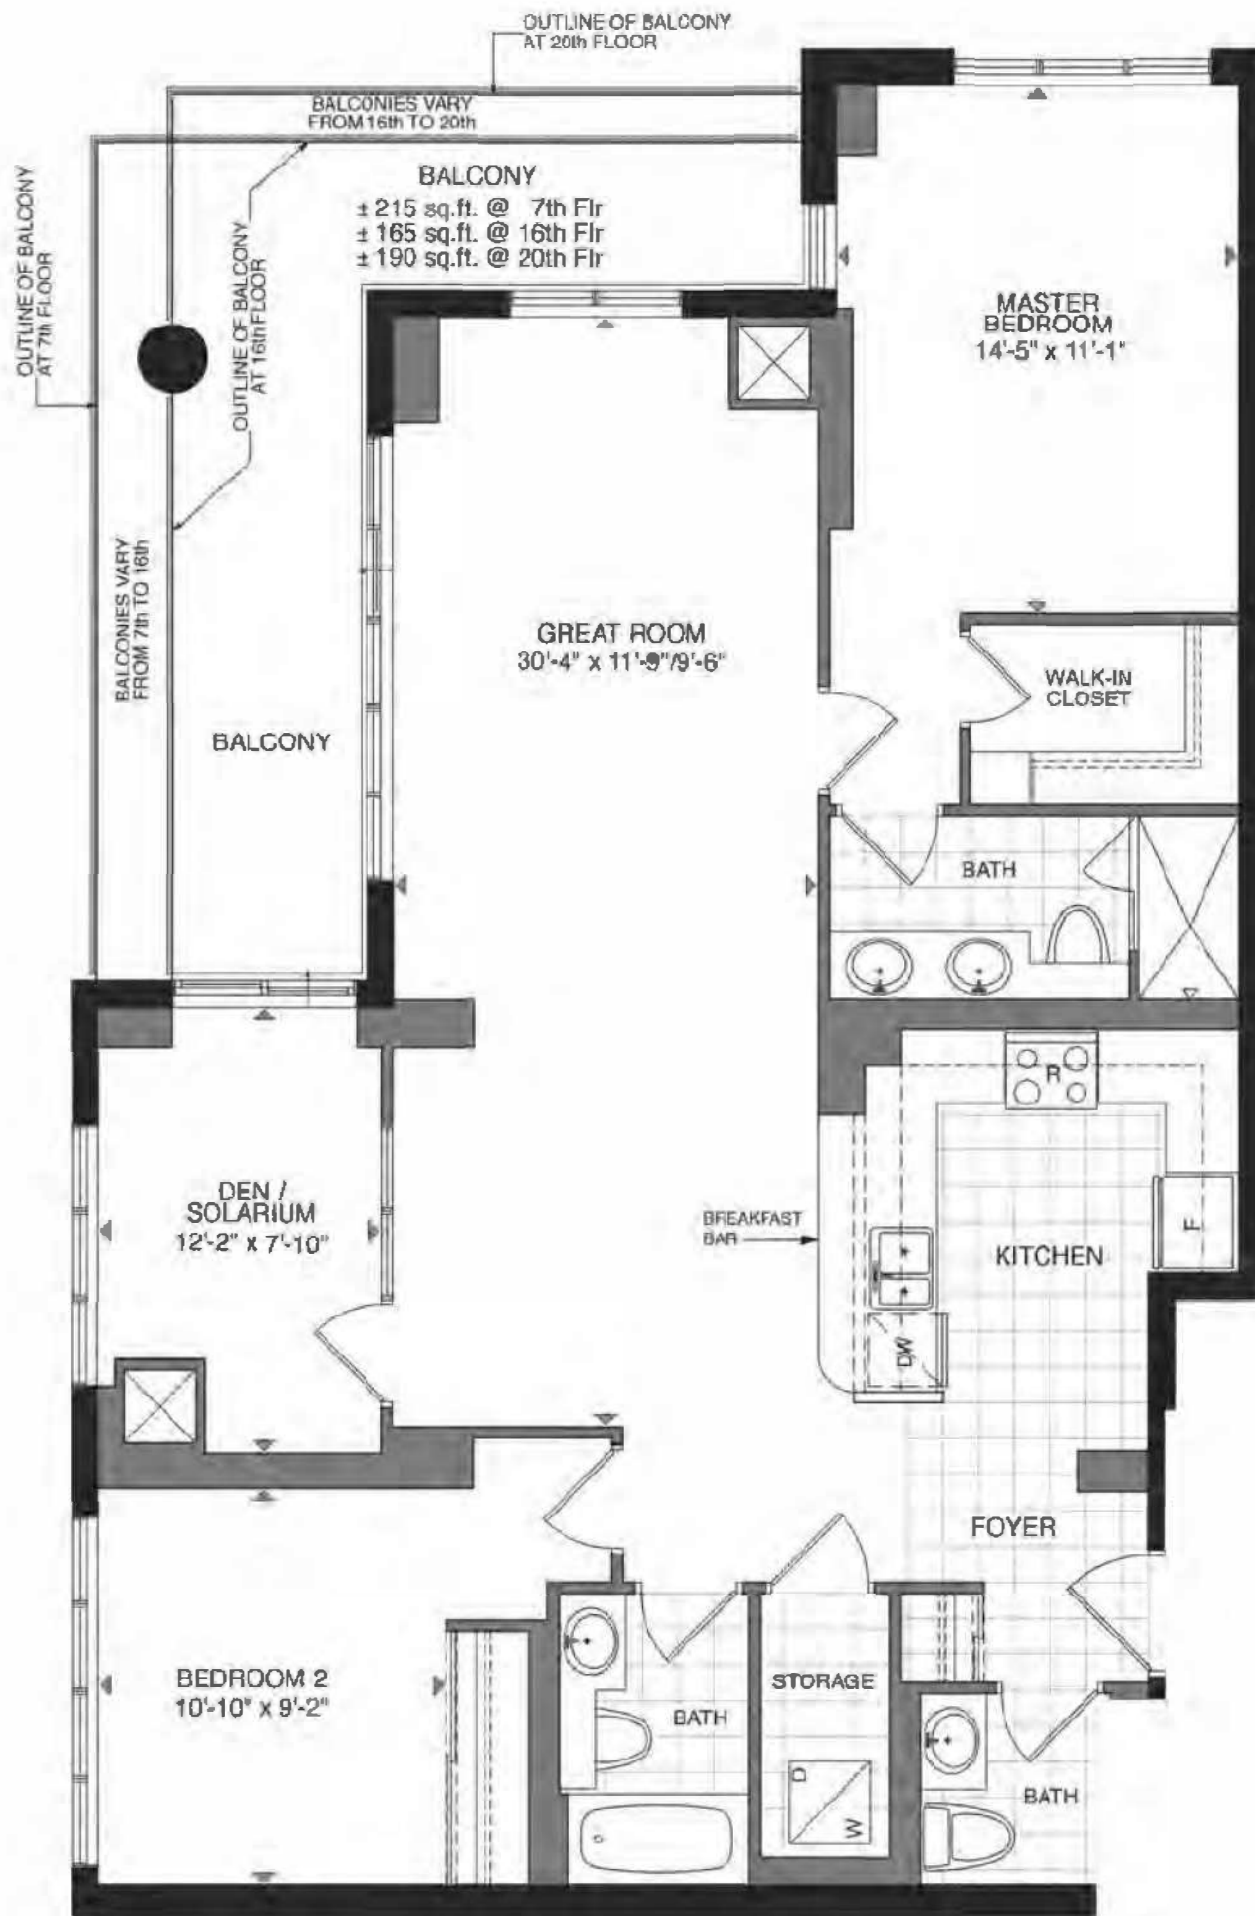 OUTLINE OF BALCONY
AT 20th FLOOR
BALCONIES VARY
FROM 16th TO 20th
BALCONY
± 215 sq.ft. @ 7th Flr
± 165 sq.ft. @ 16th Flr
± 190 sq.ft. @ 20th Flr
OUTLINE OF BALCONY
AT 7th FLOOR
OUTLINE OF BALCONY
AT 16th FLOOR
MASTER
BEDROOM
14'-5" x 11'-1"
BALCONIES VARY
FROM 7th TO 16th
GREAT ROOM
30'-4" x 11'-9"/9'-6"
WALK-IN
CLOSET
BALCONY
BATH
R
DEN /
SOLARIUM
12'-2" x 7'-10"
BREAKFAST
BAR
KITCHEN
F
DW
FOYER
BEDROOM 2
10'-10" x 9'-2"
BATH
STORAGE
D
W
BATH